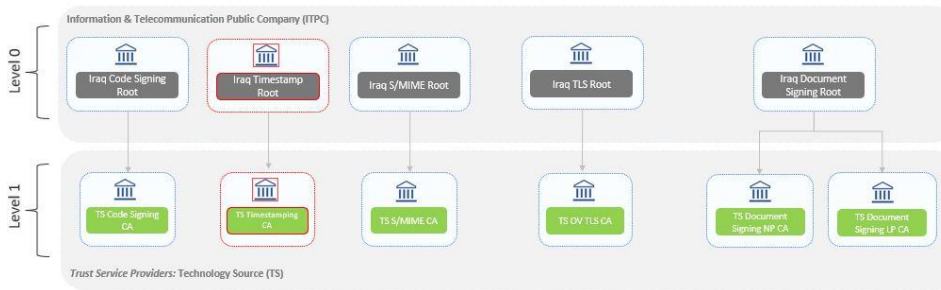 Information & Telecommunication Public Company (ITPC)
Level 0
Iraq Code Signing
Root
Iraq Timestamp
Root
Iraq S/MIME Root
Iraq TLS Root
Iraq Document
Signing Root
Level 1
TS Code Signing
CA
TS Timestamping
CA
TS S/MIME CA
TS OV TLS CA
TS Document
Signing NP CA
TS Document
Signing LP CA
Trust Service Providers: Technology Source (TS)